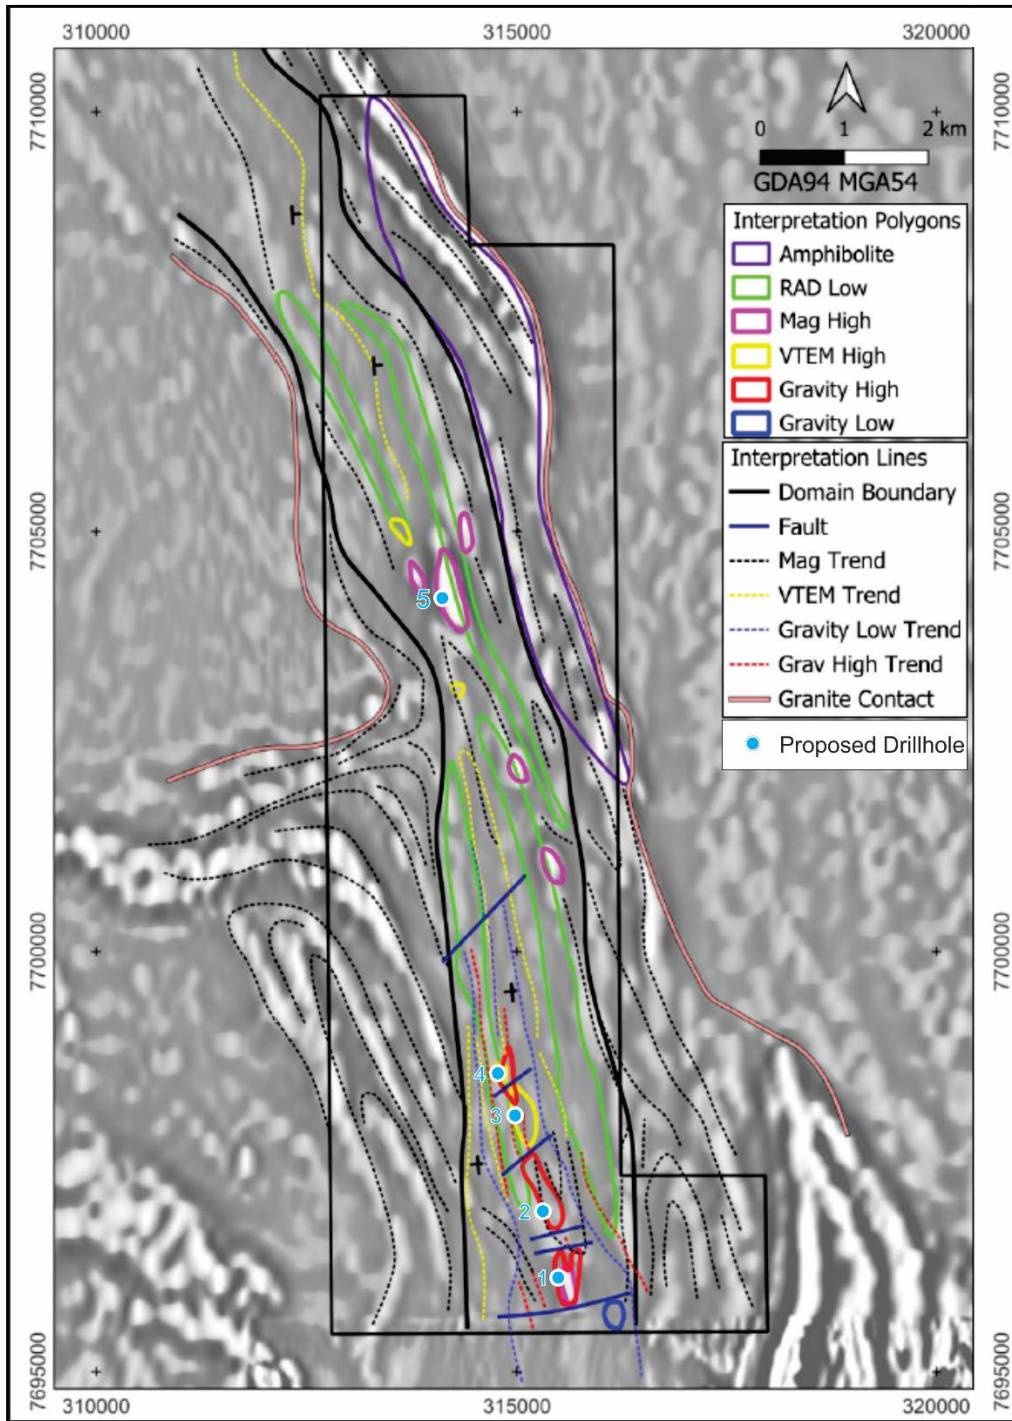 310000
315000
320000
7710000
7710000
0 1 2 km
GDA94 MGA54
Interpretation Polygons
Amphibolite
RAD Low
Mag High
VTEM High
Gravity High
Gravity Low
Interpretation Lines
Domain Boundary
Fault
Mag Trend
VTEM Trend
Gravity Low Trend
Grav High Trend
Granite Contact
Proposed Drillhole
7705000
7705000
5
7700000
7700000
4
3
2
1
7695000
7695000
310000
315000
320000